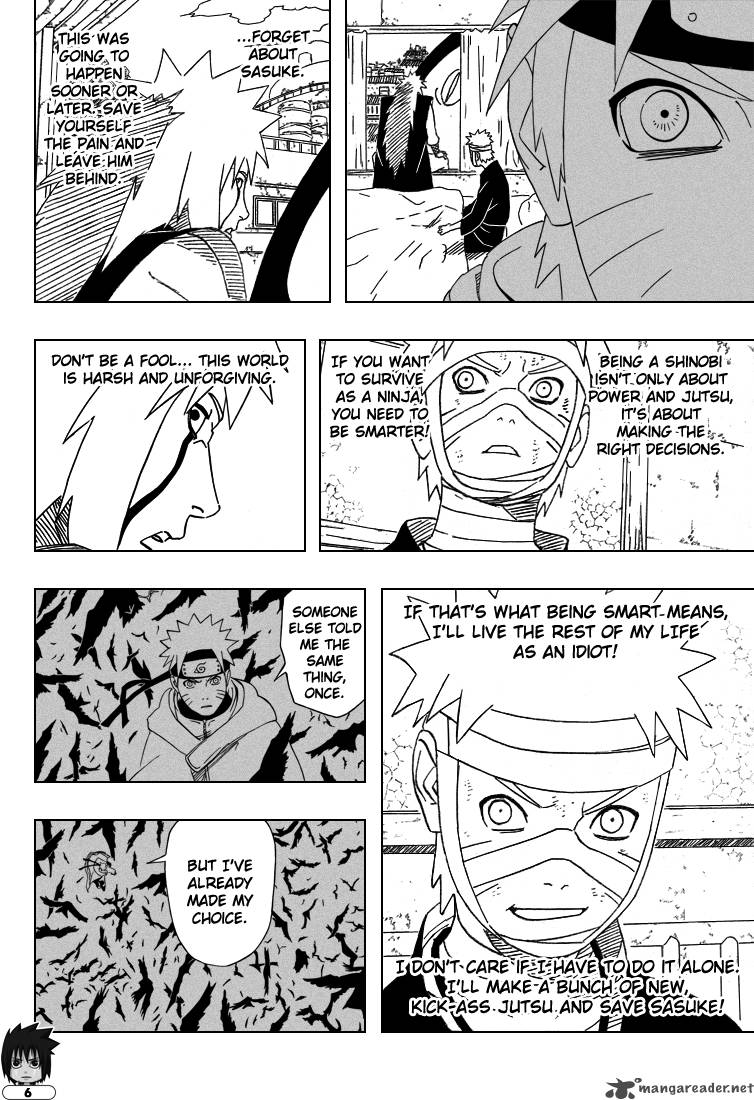 ...FORGET
ABOUT
SASUKE.
THIS WAS
GOING TO
HAPPEN
SOONER OR
LATER. SAVE
YOURSELF
THE PAIN AND
LEAVE HIM
BEHIND.
BEING A SHINOBI
ISN'T ONLY ABOUT
POWER AND JUTSU,
IT'S ABOUT
MAKING THE
RIGHT DECISIONS.
IF YOU WANT
TO SURVIVE
AS A NINJA,
YOU NEED TO
BE SMARTER!
DON'T BE A FOOL... THIS WORLD
IS HARSH AND UNFORGIVING.
IF THAT'S WHAT BEING SMART MEANS,
I'LL LIVE THE REST OF MY LIFE
AS AN IDIOT!
I DON'T CARE IF I HAVE TO DO IT ALONE.
I'LL MAKE A BUNCH OF NEW,
KICK-ASS JUTSU AND SAVE SASUKE!
SOMEONE
ELSE TOLD
ME THE
SAME
THING,
ONCE.
BUT I'VE
ALREADY
MADE MY
CHOICE.
6
mangareader.net